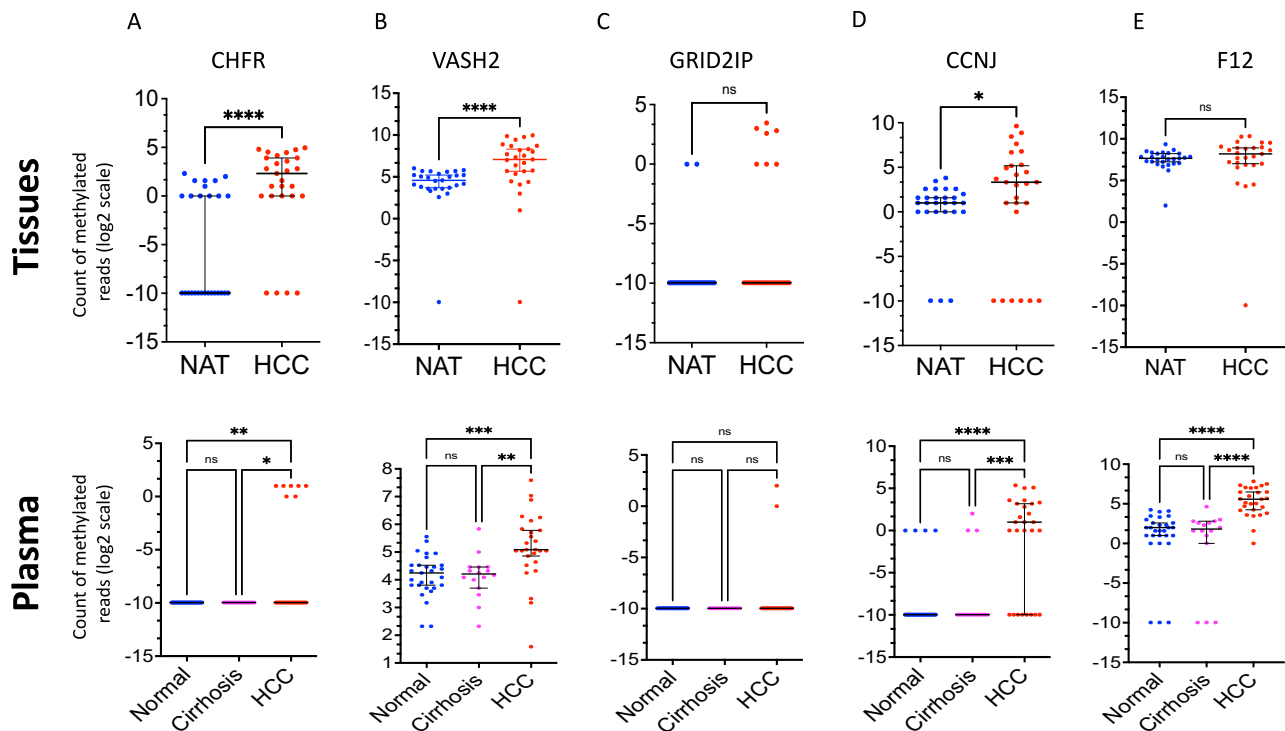 A B C D E
CHFR VASH2 GRID2IP CCNJ F12
Tissues
Count of methylated
reads (log2 scale)
10
5
0
-5
-10
-15
****
NAT HCC
15
10
5
0
-5
-10
-15
****
NAT HCC
5
0
-5
-10
-15
ns
NAT HCC
10
5
0
-5
-10
-15
*
NAT HCC
15
10
5
0
-5
-10
-15
ns
NAT HCC
Plasma
Count of methylated
reads (log2 scale)
5
0
-5
-10
-15
**
ns *
Normal Cirrhosis HCC
8
7
6
5
4
3
2
1
***
ns **
Normal Cirrhosis HCC
5
0
-5
-10
-15
ns
ns ns
Normal Cirrhosis HCC
10
5
0
-5
-10
-15
****
ns ***
Normal Cirrhosis HCC
15
10
5
0
-5
-10
-15
****
ns ****
Normal Cirrhosis HCC